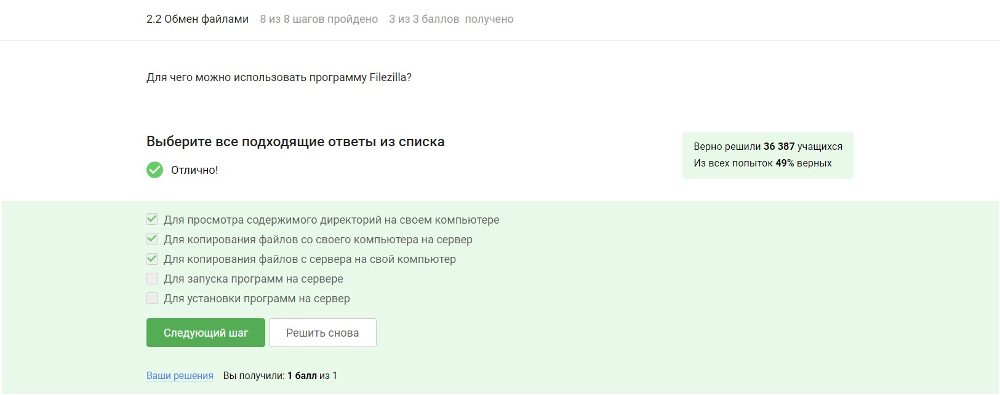 2.2 Обмен файлами 8 из 8 шагов пройдено 3 из 3 баллов получено
Для чего можно использовать программу Filezilla?
Выберите все подходящие ответы из списка
Отлично!
Верно решили 36 387 учащихся
Из всех попыток 49% верных
Для просмотра содержимого директорий на своем компьютере
Для копирования файлов со своего компьютера на сервер
Для копирования файлов с сервера на свой компьютер
Для запуска программ на сервере
Для установки программ на сервер
Следующий шаг Решить снова
Ваши решения Вы получили: 1 балл из 1